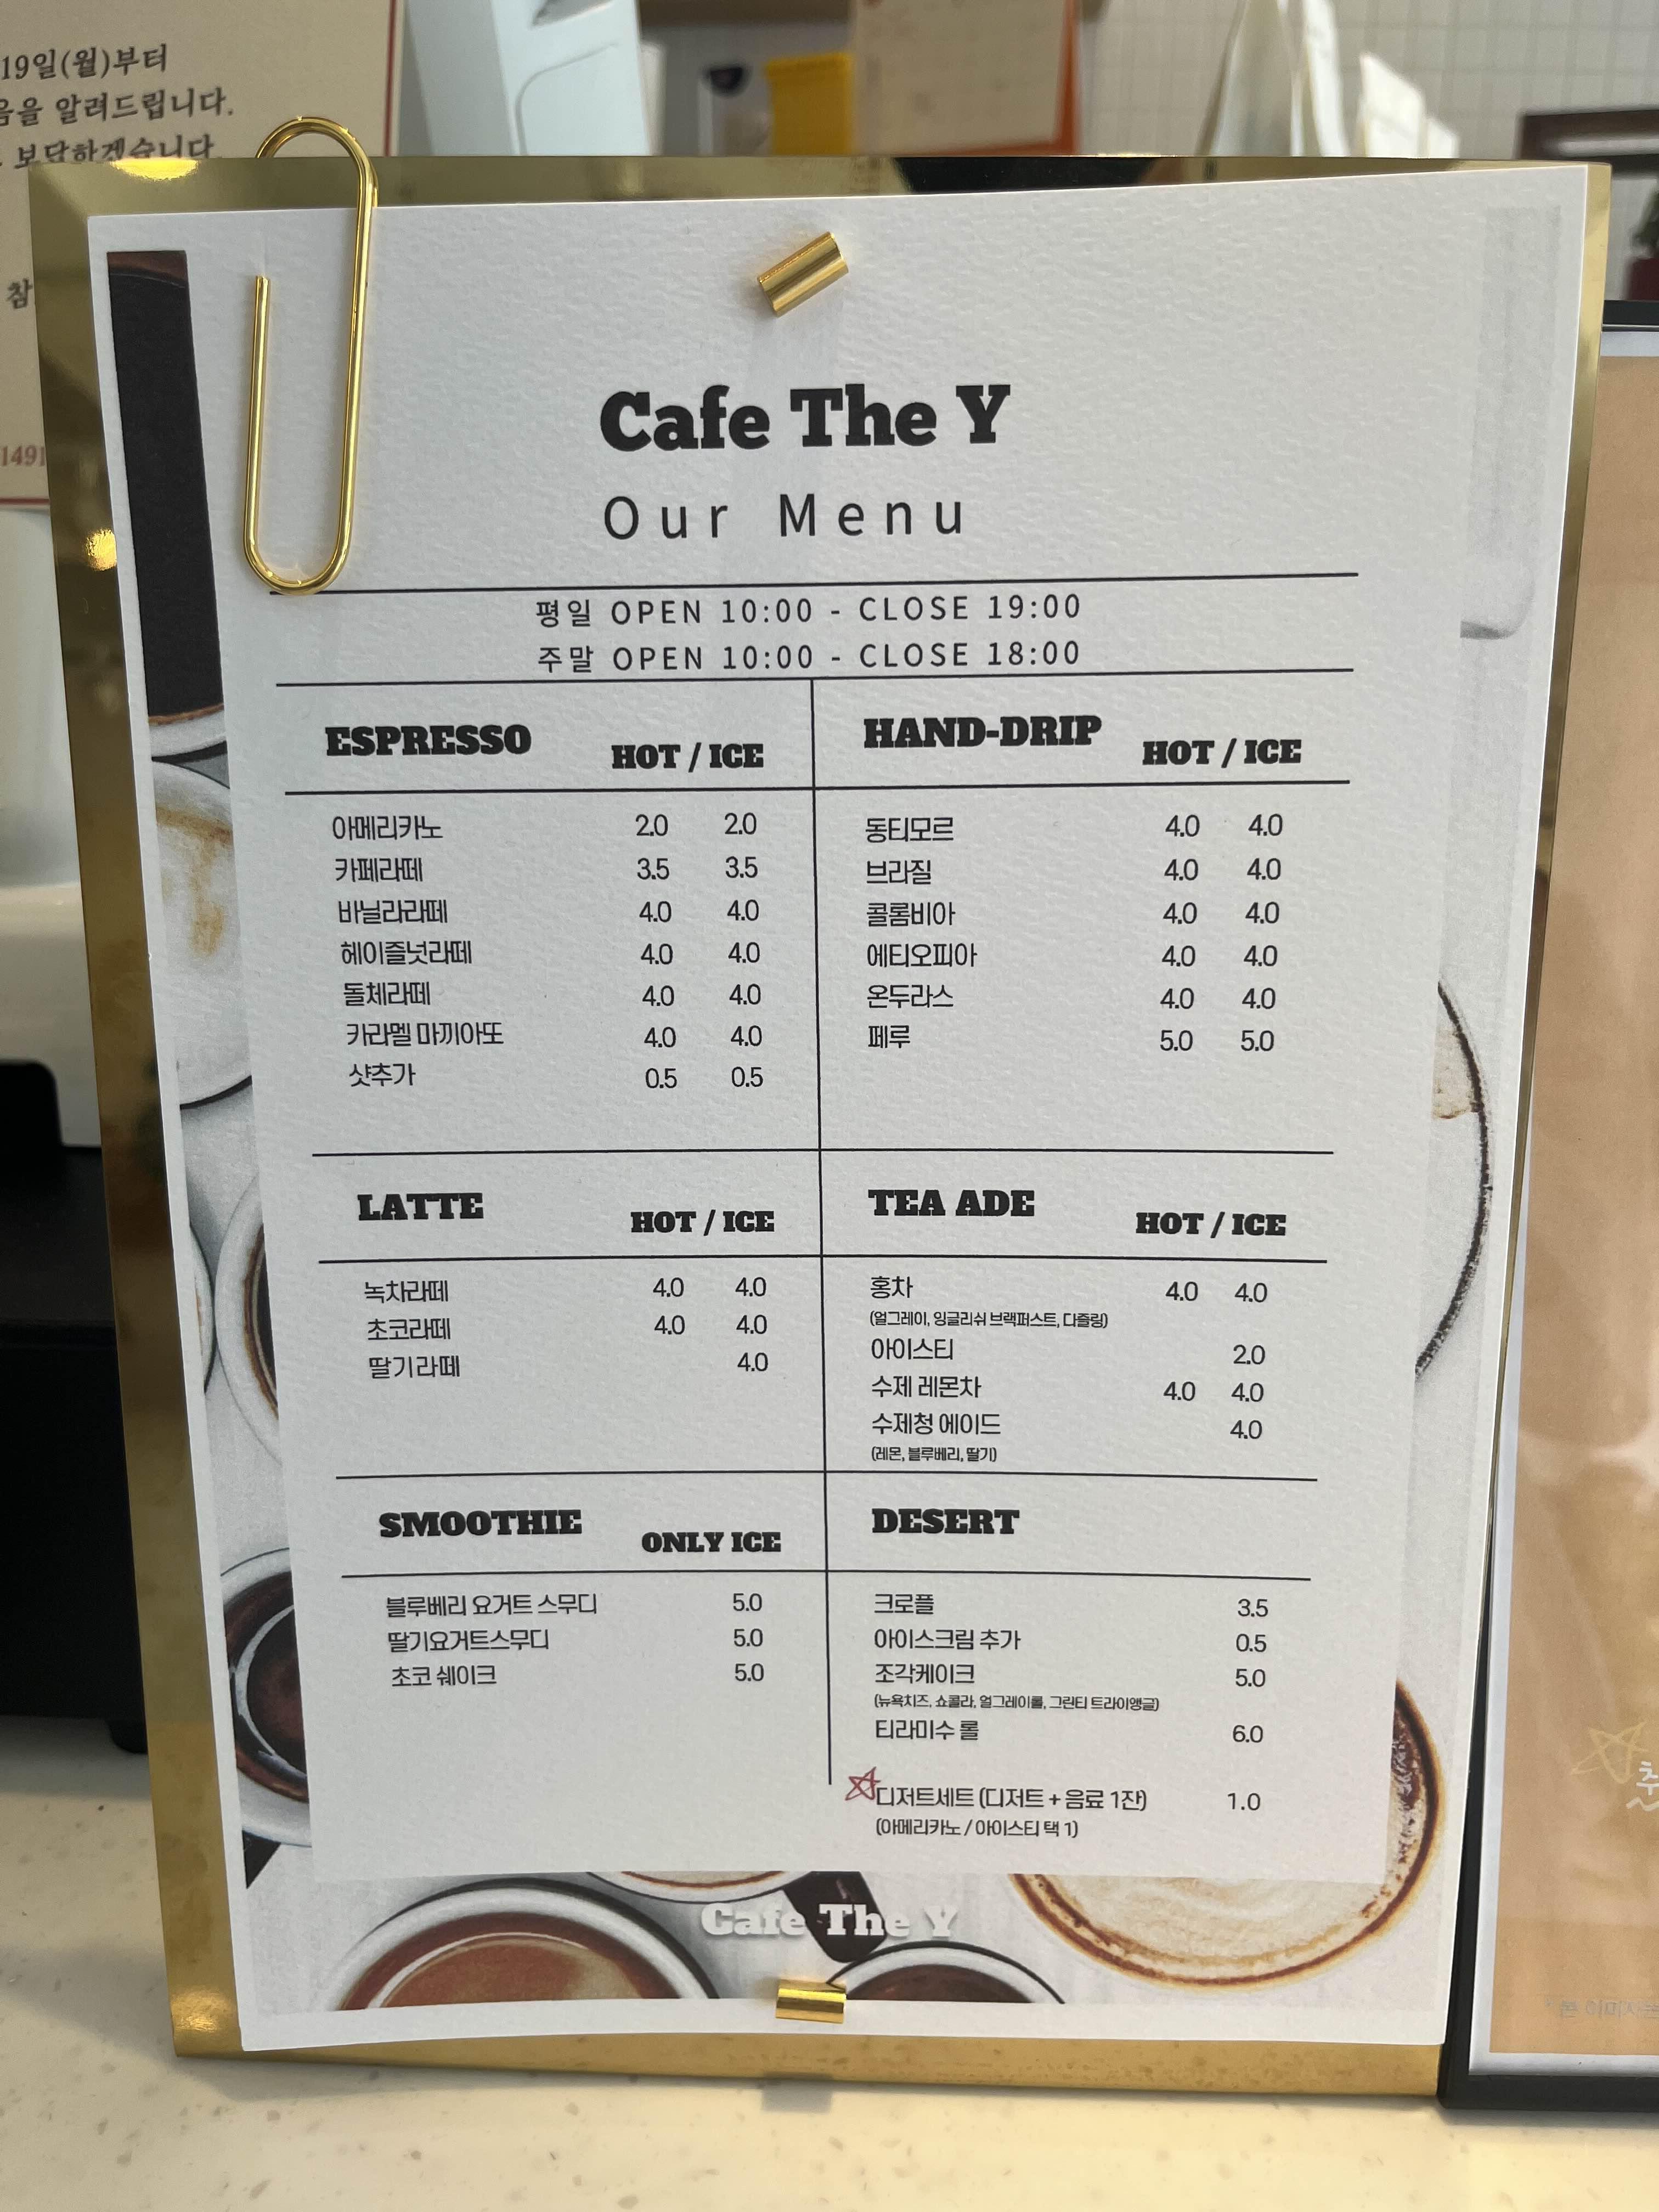 19일(월)부터
음을 알려드립니다.
보답하겠습니다
참
1491
Cafe The Y
Our Menu
평일 OPEN 10:00 - CLOSE 19:00
주말 OPEN 10:00 - CLOSE 18:00
ESPRESSO HOT / ICE
아메리카노 2.0 2.0
카페라떼 3.5 3.5
바닐라라떼 4.0 4.0
헤이즐넛라떼 4.0 4.0
돌체라떼 4.0 4.0
카라멜 마끼아또 4.0 4.0
샷추가 0.5 0.5
HAND-DRIP HOT / ICE
동티모르 4.0 4.0
브라질 4.0 4.0
콜롬비아 4.0 4.0
에티오피아 4.0 4.0
온두라스 4.0 4.0
페루 5.0 5.0
LATTE HOT / ICE
녹차라떼 4.0 4.0
초코라떼 4.0 4.0
딸기라떼 4.0
TEA ADE HOT / ICE
홍차 4.0 4.0
(얼그레이, 잉글리쉬 브랙퍼스트, 다즐링)
아이스티 2.0
수제 레몬차 4.0 4.0
수제청 에이드 4.0
(레몬, 블루베리, 딸기)
SMOOTHIE ONLY ICE
블루베리 요거트 스무디 5.0
딸기요거트스무디 5.0
초코 쉐이크 5.0
DESERT
크로플 3.5
아이스크림 추가 0.5
조각케이크 5.0
(뉴욕치즈, 쇼콜라, 얼그레이롤, 그린티 트라이앵글)
티라미수 롤 6.0
디저트세트 (디저트 + 음료 1잔) 1.0
(아메리카노 / 아이스티 택 1)
Cafe The Y